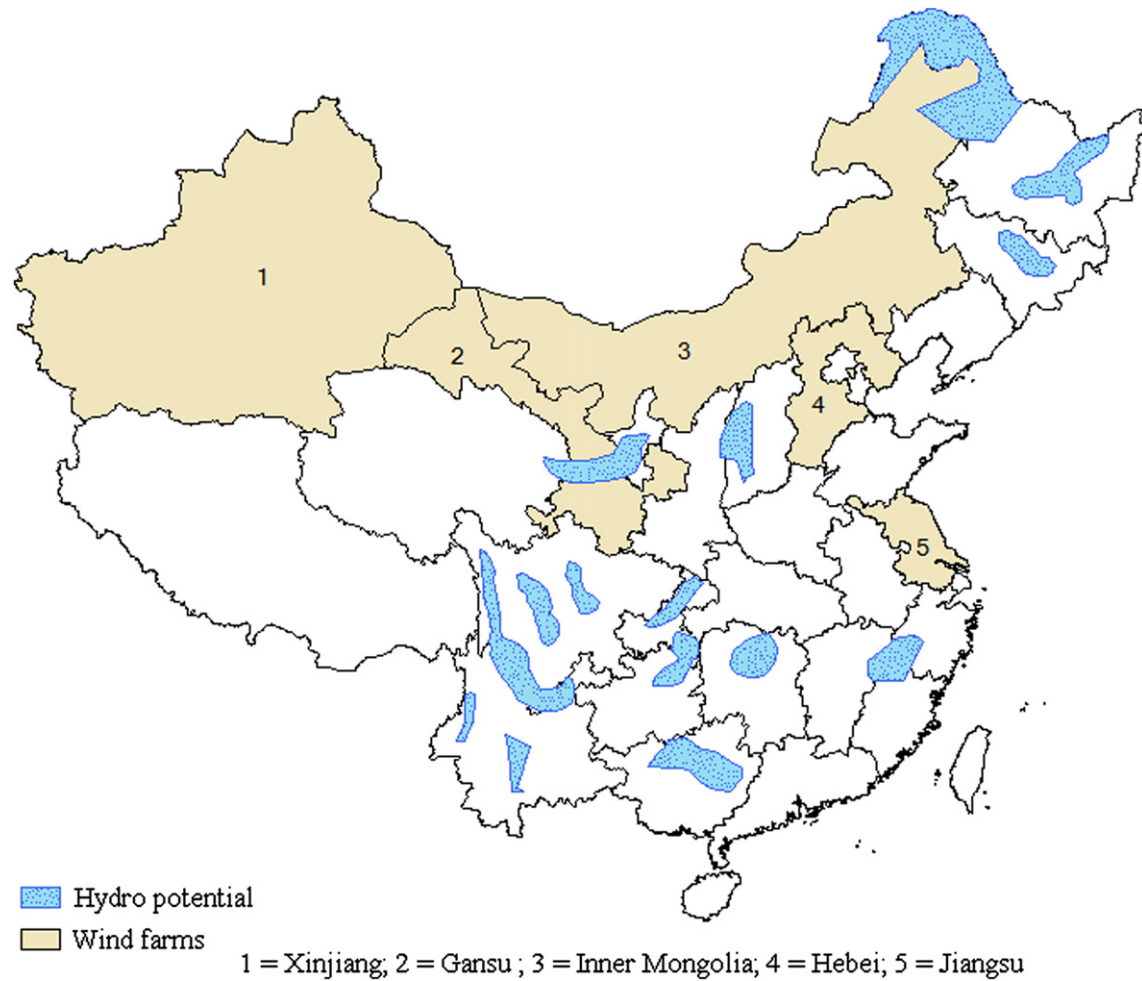 1
2
3
4
5
Hydro potential
Wind farms
1 = Xinjiang; 2 = Gansu ; 3 = Inner Mongolia; 4 = Hebei; 5 = Jiangsu